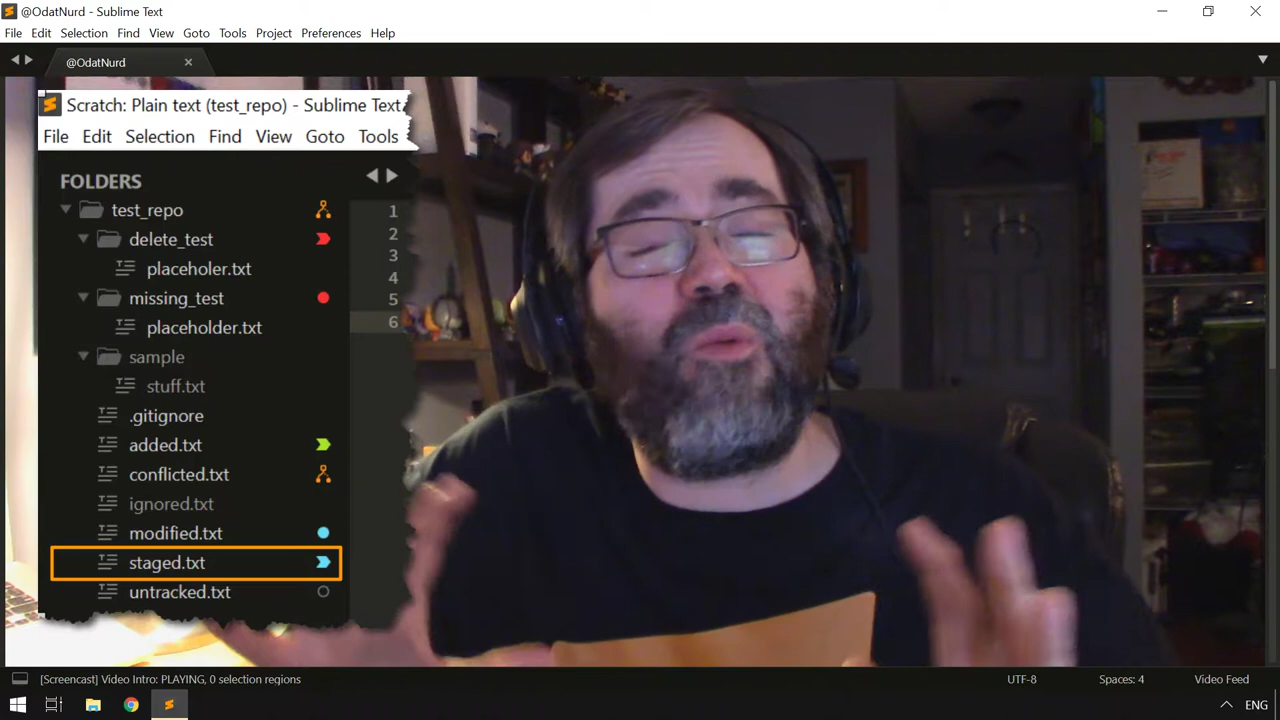 @OdatNurd - Sublime Text
File Edit Selection Find View Goto Tools Project Preferences Help
@OdatNurd
Scratch: Plain text (test_repo) - Sublime Text
File Edit Selection Find View Goto Tools
FOLDERS
test_repo
1
delete_test
2
placeholer.txt
3
missing_test
4
placeholder.txt
5
6
sample
stuff.txt
.gitignore
added.txt
conflicted.txt
ignored.txt
modified.txt
staged.txt
untracked.txt
[Screencast] Video Intro: PLAYING, 0 selection regions UTF-8 Spaces: 4 Video Feed
ENG